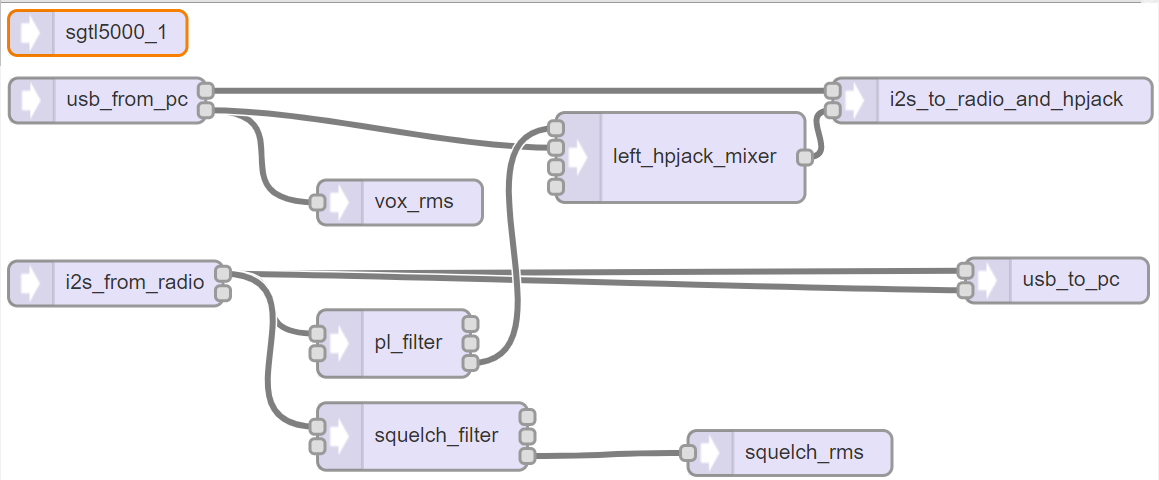 sgtl5000_1
usb_from_pc
i2s_to_radio_and_hpjack
left_hpjack_mixer
vox_rms
i2s_from_radio
usb_to_pc
pl_filter
squelch_filter
squelch_rms